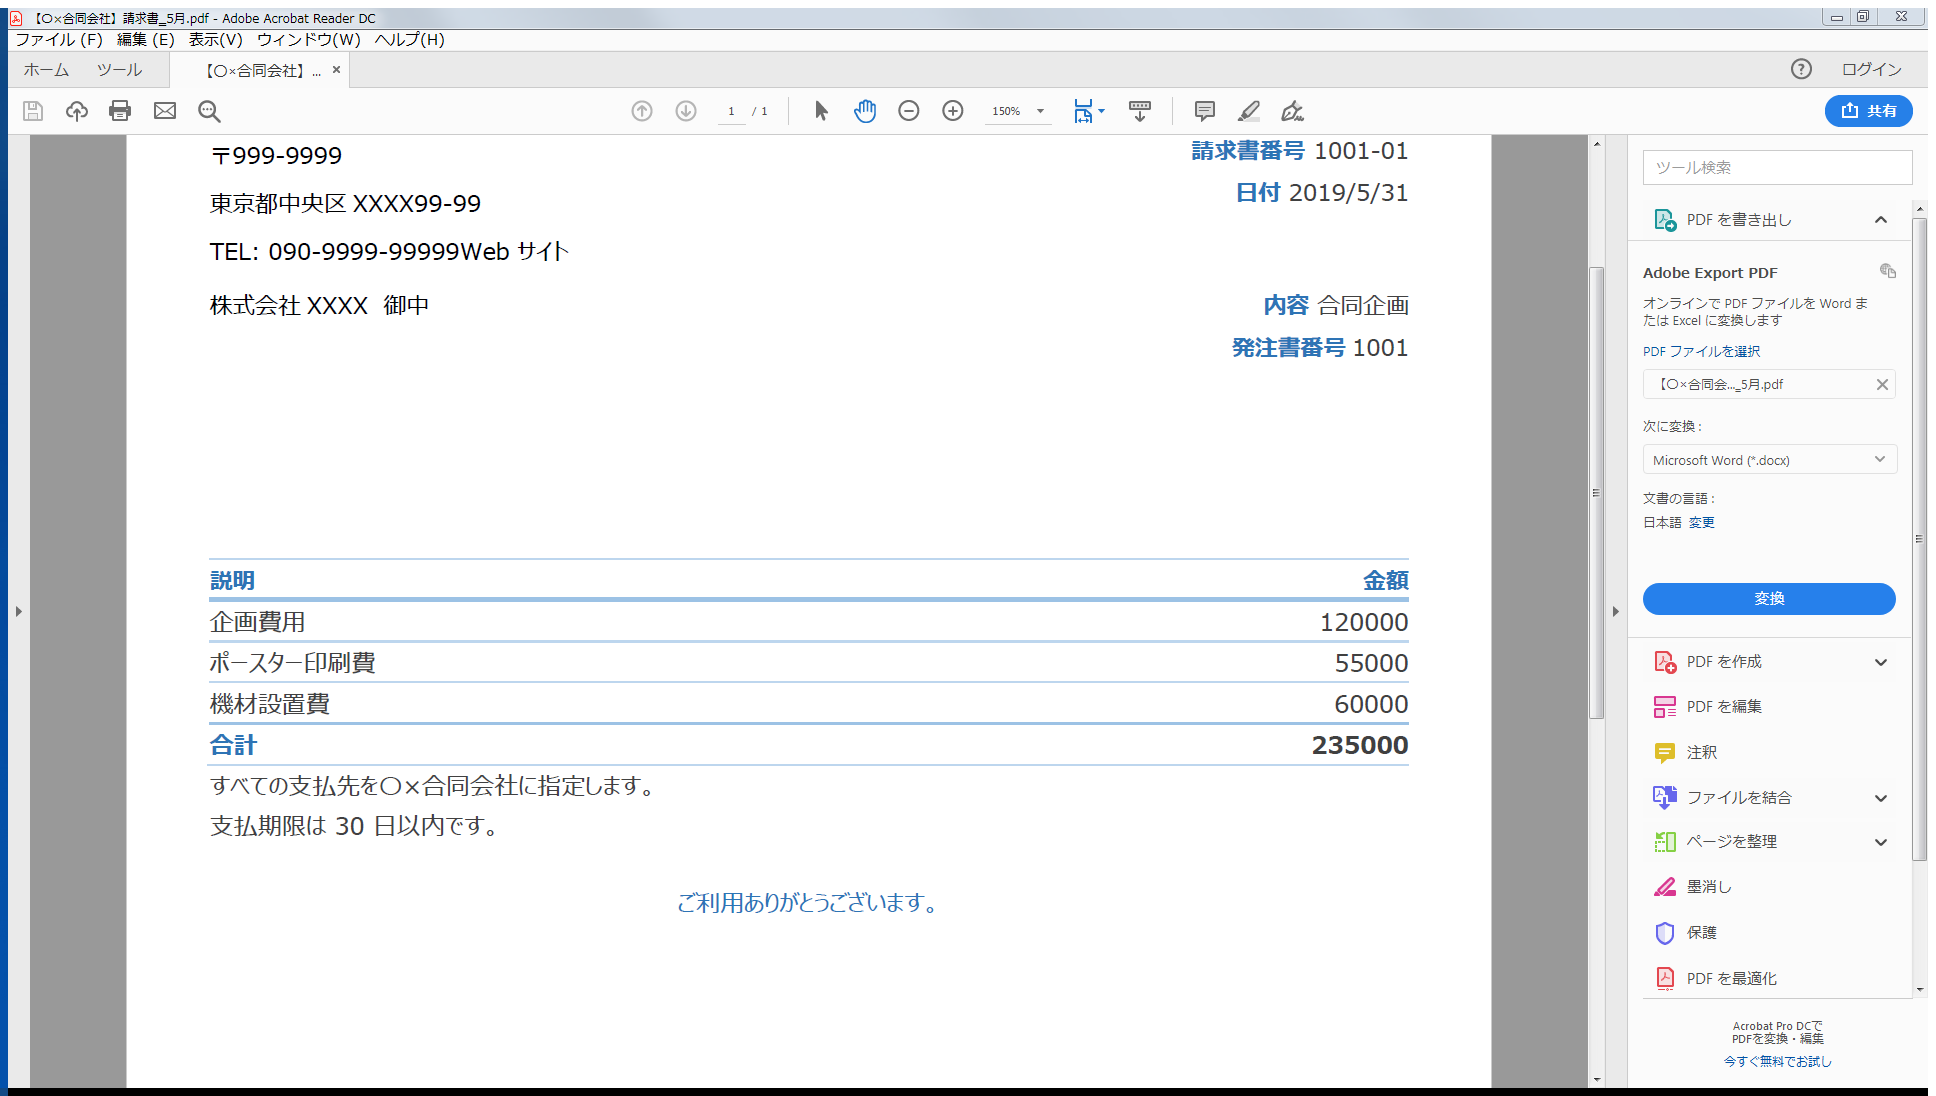 【〇×合同会社】請求書_5月.pdf - Adobe Acrobat Reader DC
ファイル (F) 編集 (E) 表示(V) ウィンドウ(W) ヘルプ(H)
ホーム ツール 【〇×合同会社】... × ログイン
1 / 1 150% 共有
〒999-9999
東京都中央区 XXXX99-99
TEL: 090-9999-99999Web サイト
株式会社 XXXX 御中
請求書番号 1001-01
日付 2019/5/31
内容 合同企画
発注書番号 1001
説明 金額
企画費用 120000
ポースター印刷費 55000
機材設置費 60000
合計 235000
すべての支払先を〇×合同会社に指定します。
支払期限は 30 日以内です。
ご利用ありがとうございます。
ツール検索
PDF を書き出し
Adobe Export PDF
オンラインで PDF ファイルを Word ま
たは Excel に変換します
PDF ファイルを選択
【〇×合同会..._5月.pdf
次に変換 :
Microsoft Word (*.docx)
文書の言語 :
日本語 変更
変換
PDF を作成
PDF を編集
注釈
ファイルを結合
ページを整理
墨消し
保護
PDF を最適化
Acrobat Pro DCで
PDFを変換・編集
今すぐ無料でお試し